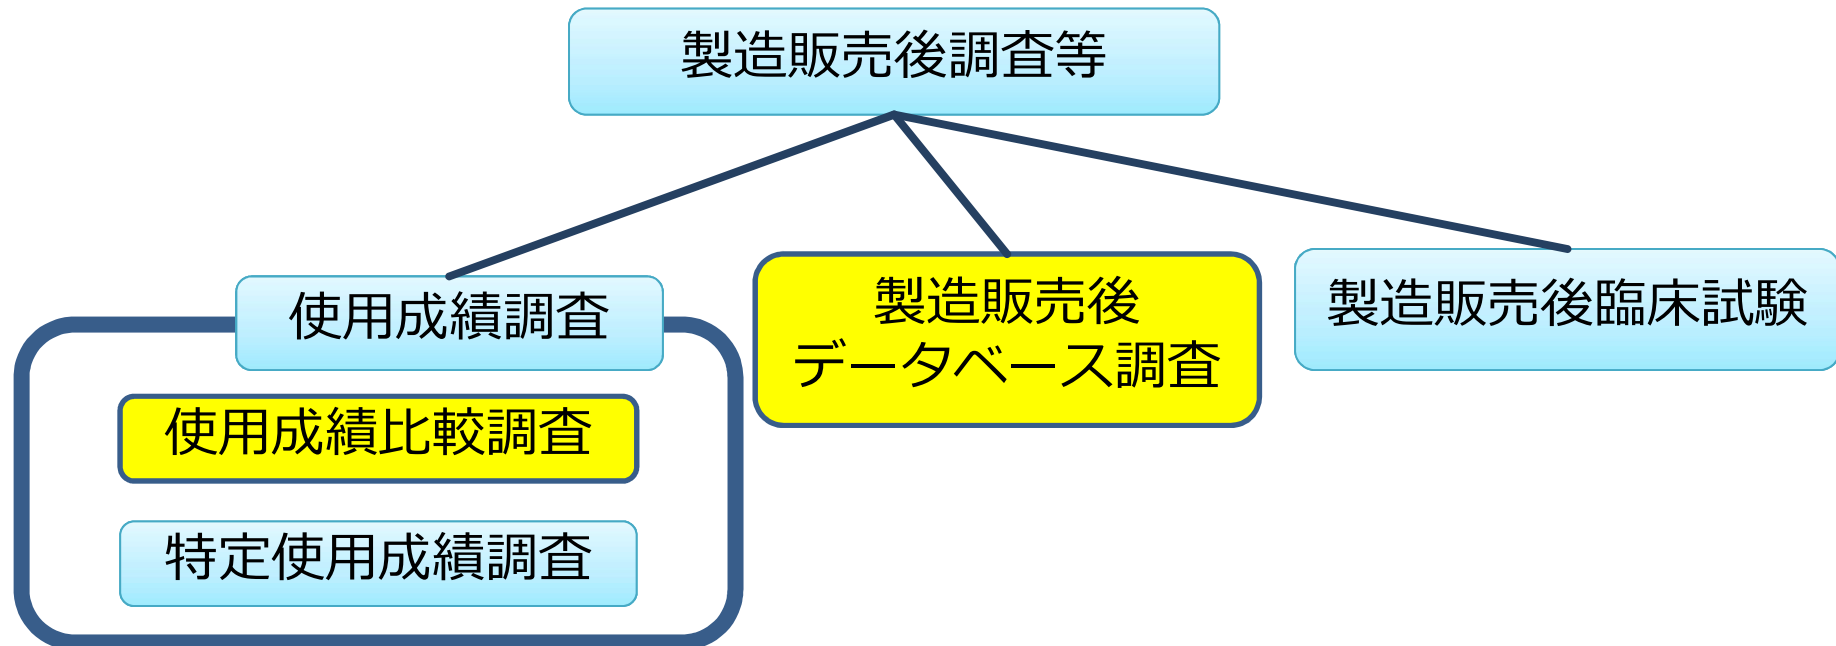 製造販売後調査等
使用成績調査
製造販売後
データベース調査
製造販売後臨床試験
使用成績比較調査
特定使用成績調査